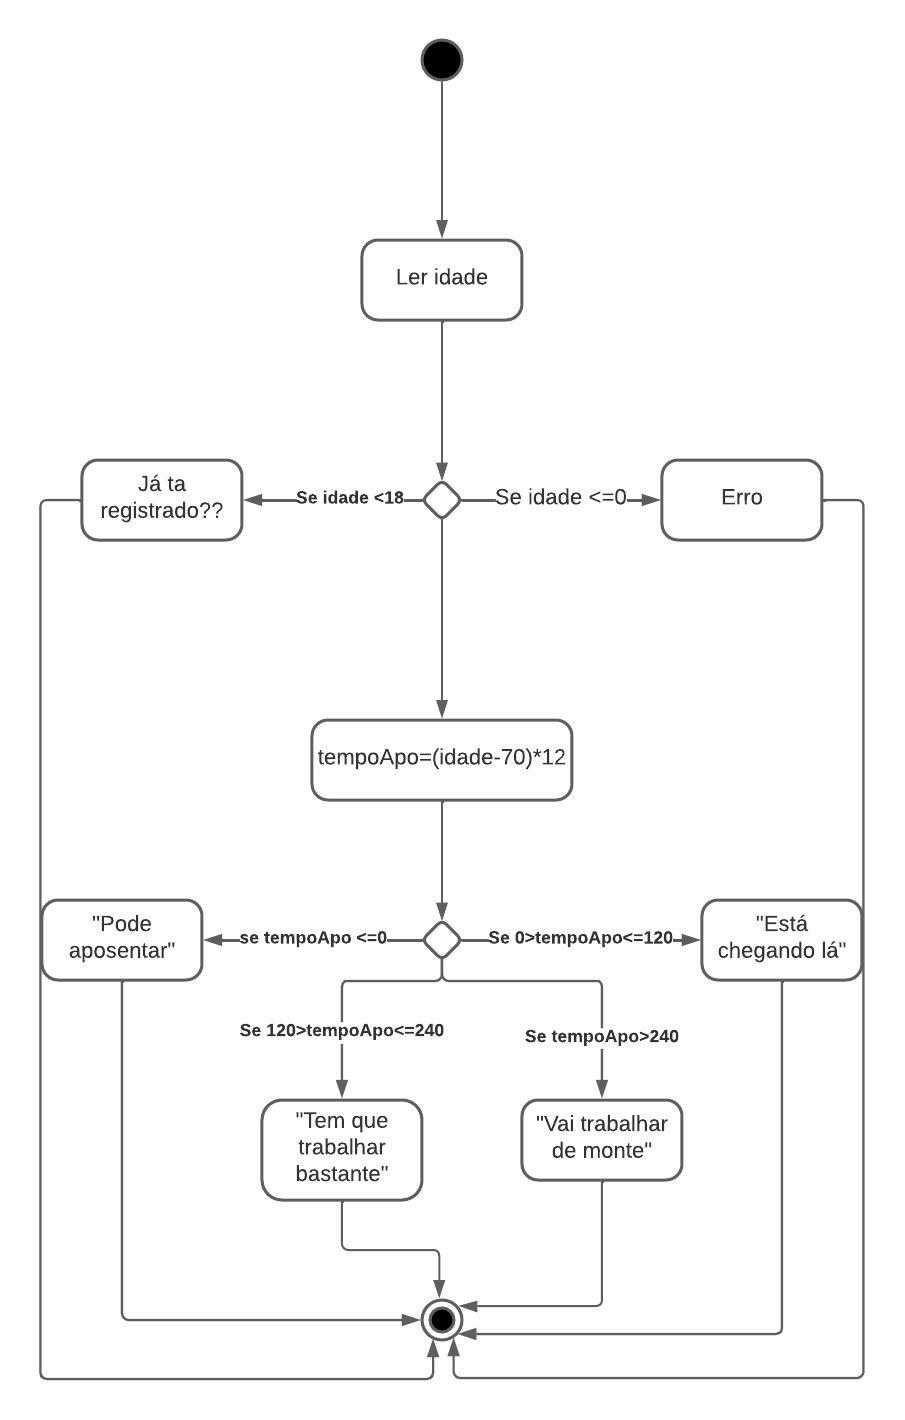 Ler idade
Já ta
registrado??
Se idade <18
Se idade <=0
Erro
tempoApo=(idade-70)*12
"Pode
aposentar"
se tempoApo <=0
Se 0>tempoApo<=120
"Está
chegando lá"
Se 120>tempoApo<=240
Se tempoApo>240
"Tem que
trabalhar
bastante"
"Vai trabalhar
de monte"